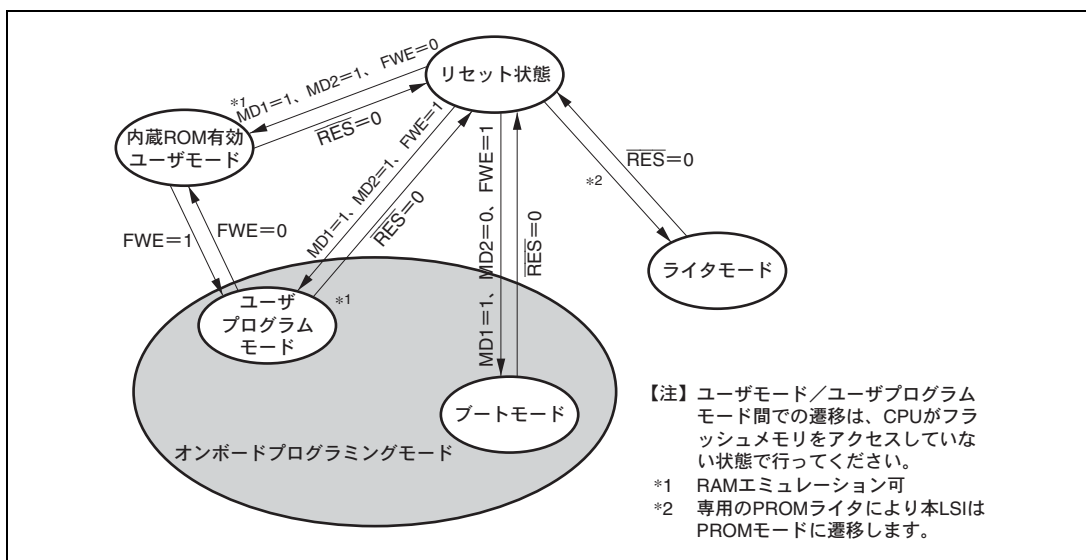 リセット状態
MD1＝1、MD2＝1、FWE＝0
*1
RES＝0
内蔵ROM有効
ユーザモード
MD1＝1、MD2＝1、FWE＝1
RES＝0
MD1＝1、MD2＝0、FWE＝1
RES＝0
RES＝0
*2
FWE＝1
FWE＝0
ライタモード
ユーザ
プログラム
モード
*1
ブートモード
オンボードプログラミングモード
【注】ユーザモード／ユーザプログラム
モード間での遷移は、CPUがフラ
ッシュメモリをアクセスしていな
い状態で行ってください。
*1 RAMエミュレーション可
*2 専用のPROMライタにより本LSIは
PROMモードに遷移します。